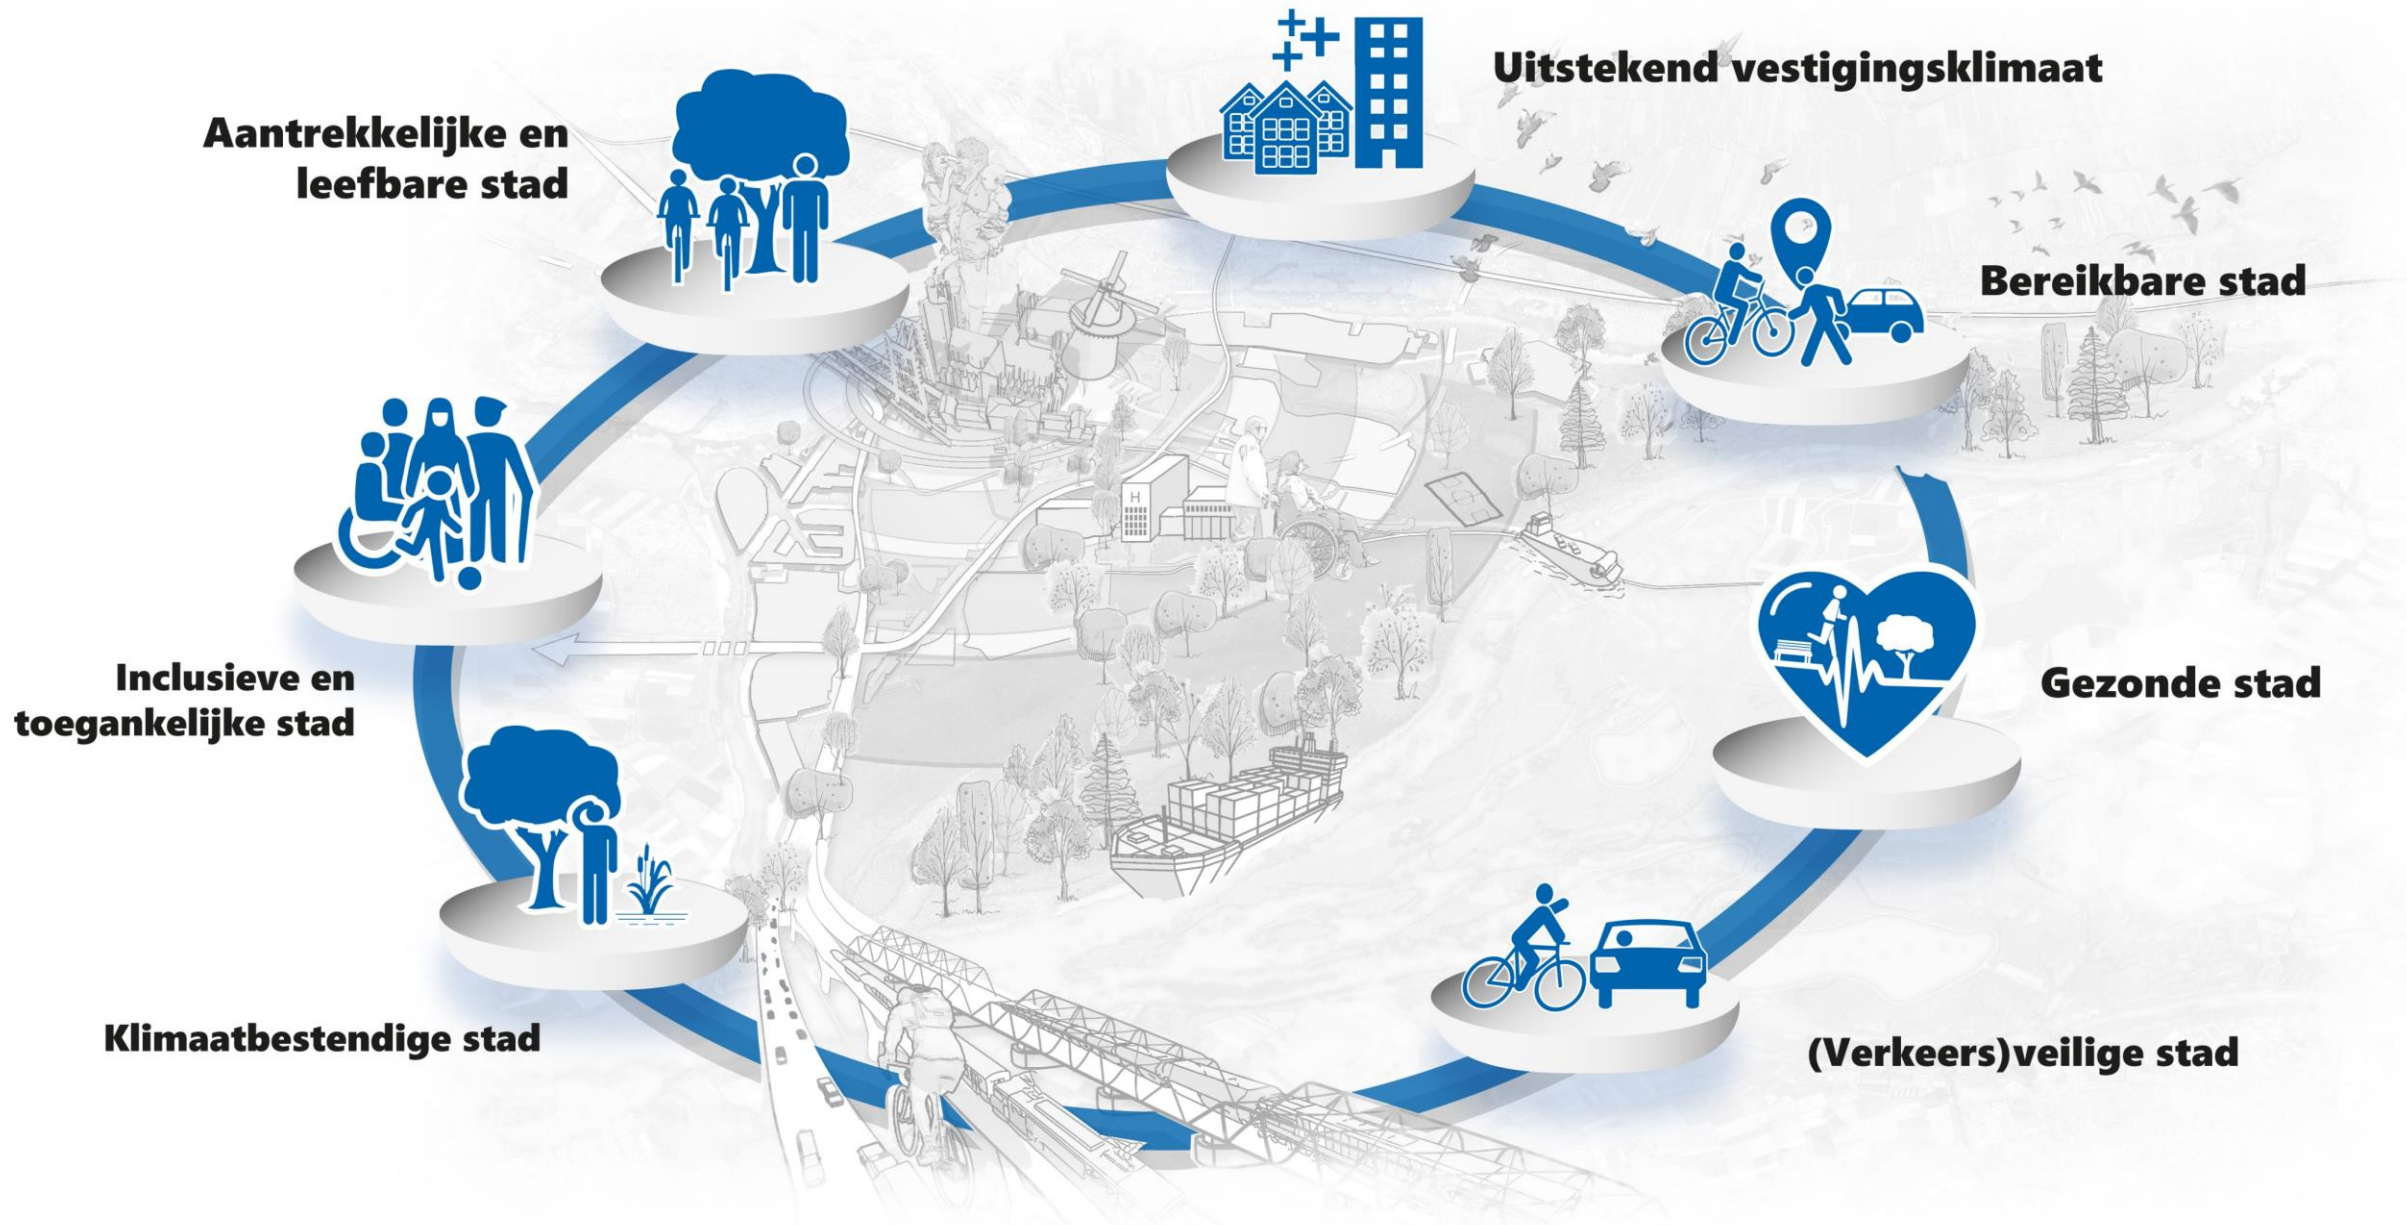 Uitstekend vestigingsklimaat
Aantrekkelijke en
leefbare stad
Bereikbare stad
H
Inclusieve en
toegankelijke stad
Gezonde stad
Klimaatbestendige stad
(Verkeers)veilige stad